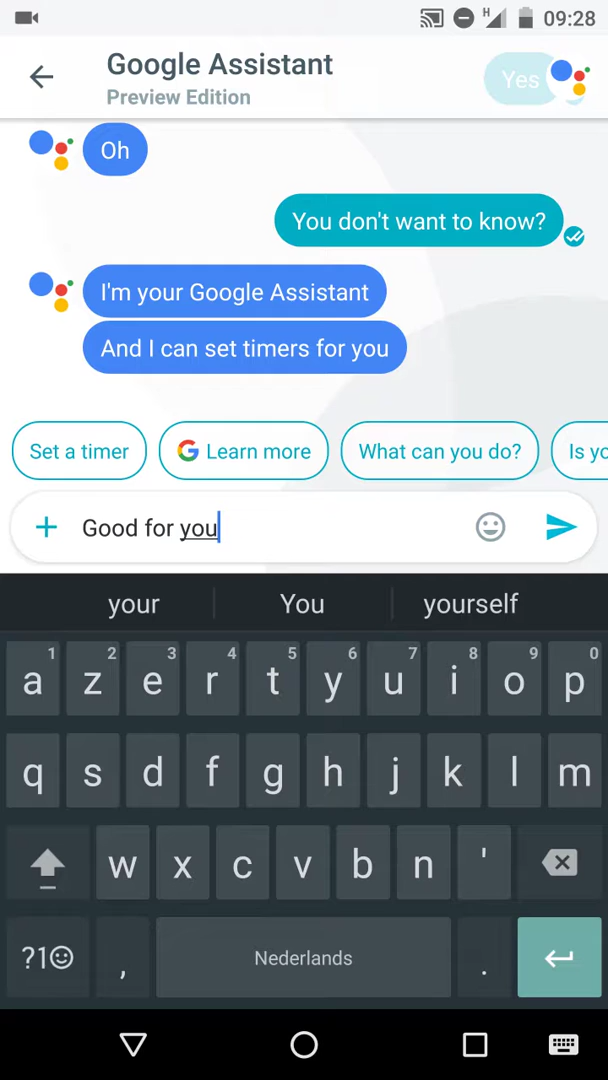 H 09:28
Google Assistant
Preview Edition
Yes
Oh
You don't want to know?
I'm your Google Assistant
And I can set timers for you
Set a timer
G Learn more
What can you do?
Is yo
+ Good for you
your You yourself
1 2 3 4 5 6 7 8 9 0
a z e r t y u i o p
q s d f g h j k l m
w x c v b n '
?1☺ , Nederlands .